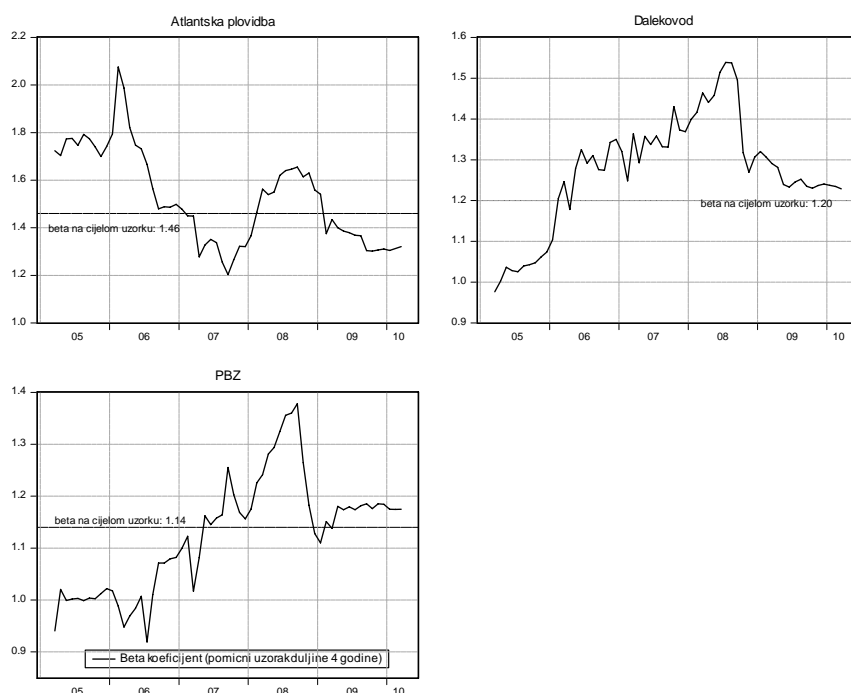 Atlantska plovidba
2.2
2.0
1.8
1.6
1.4
1.2
1.0
beta na cijelom uzorku: 1.46
05 06 07 08 09 10
Dalekovod
1.6
1.5
1.4
1.3
1.2
1.1
1.0
0.9
beta na cijelom uzorku: 1.20
05 06 07 08 09 10
PBZ
1.4
1.3
1.2
1.1
1.0
0.9
beta na cijelom uzorku: 1.14
Beta koeficijent (pomicni uzorak duljine 4 godine)
05 06 07 08 09 10